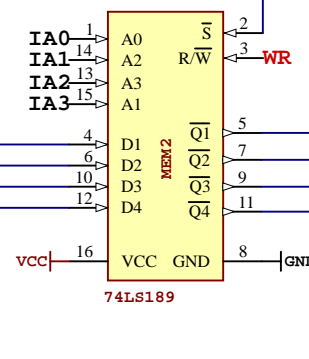 1 S 2
IA0 A0
14 R/W 3 WR
IA1 A2
13
IA2 A3
15
IA3 A1
MEM2
4 D1 Q1 5
6 D2 Q2 7
10 D3 Q3 9
12 D4 Q4 11
VCC 16 VCC GND 8 GND
74LS189